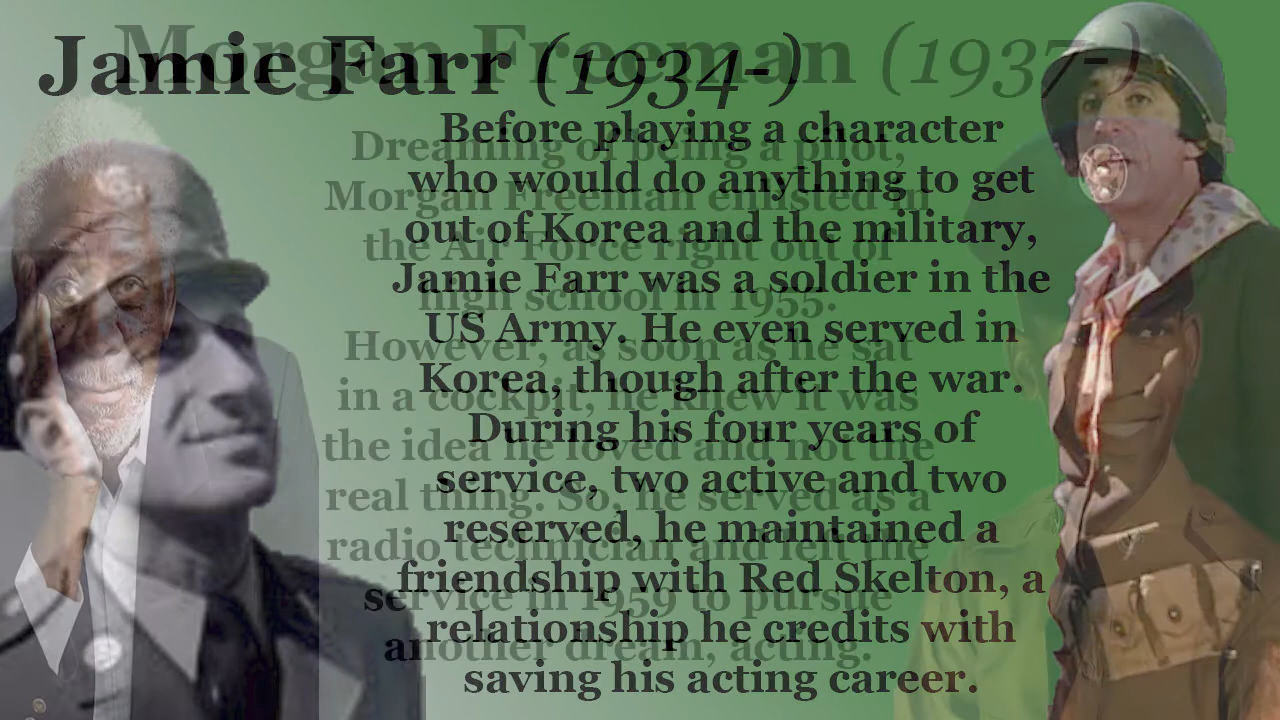 Jamie Farr (1934-)
Before playing a character
who would do anything to get
out of Korea and the military,
Jamie Farr was a soldier in the
US Army. He even served in
Korea, though after the war.
During his four years of
service, two active and two
reserved, he maintained a
friendship with Red Skelton, a
relationship he credits with
saving his acting career.
Morgan Freeman (1937-)
Dreaming of being a pilot,
Morgan Freeman enlisted in
the Air Force right out of
high school in 1955.
However, as soon as he sat
in a cockpit, he knew it was
the idea he loved and not the
real thing. So, he served as a
radio technician and left the
service in 1959 to pursue
another dream, acting.